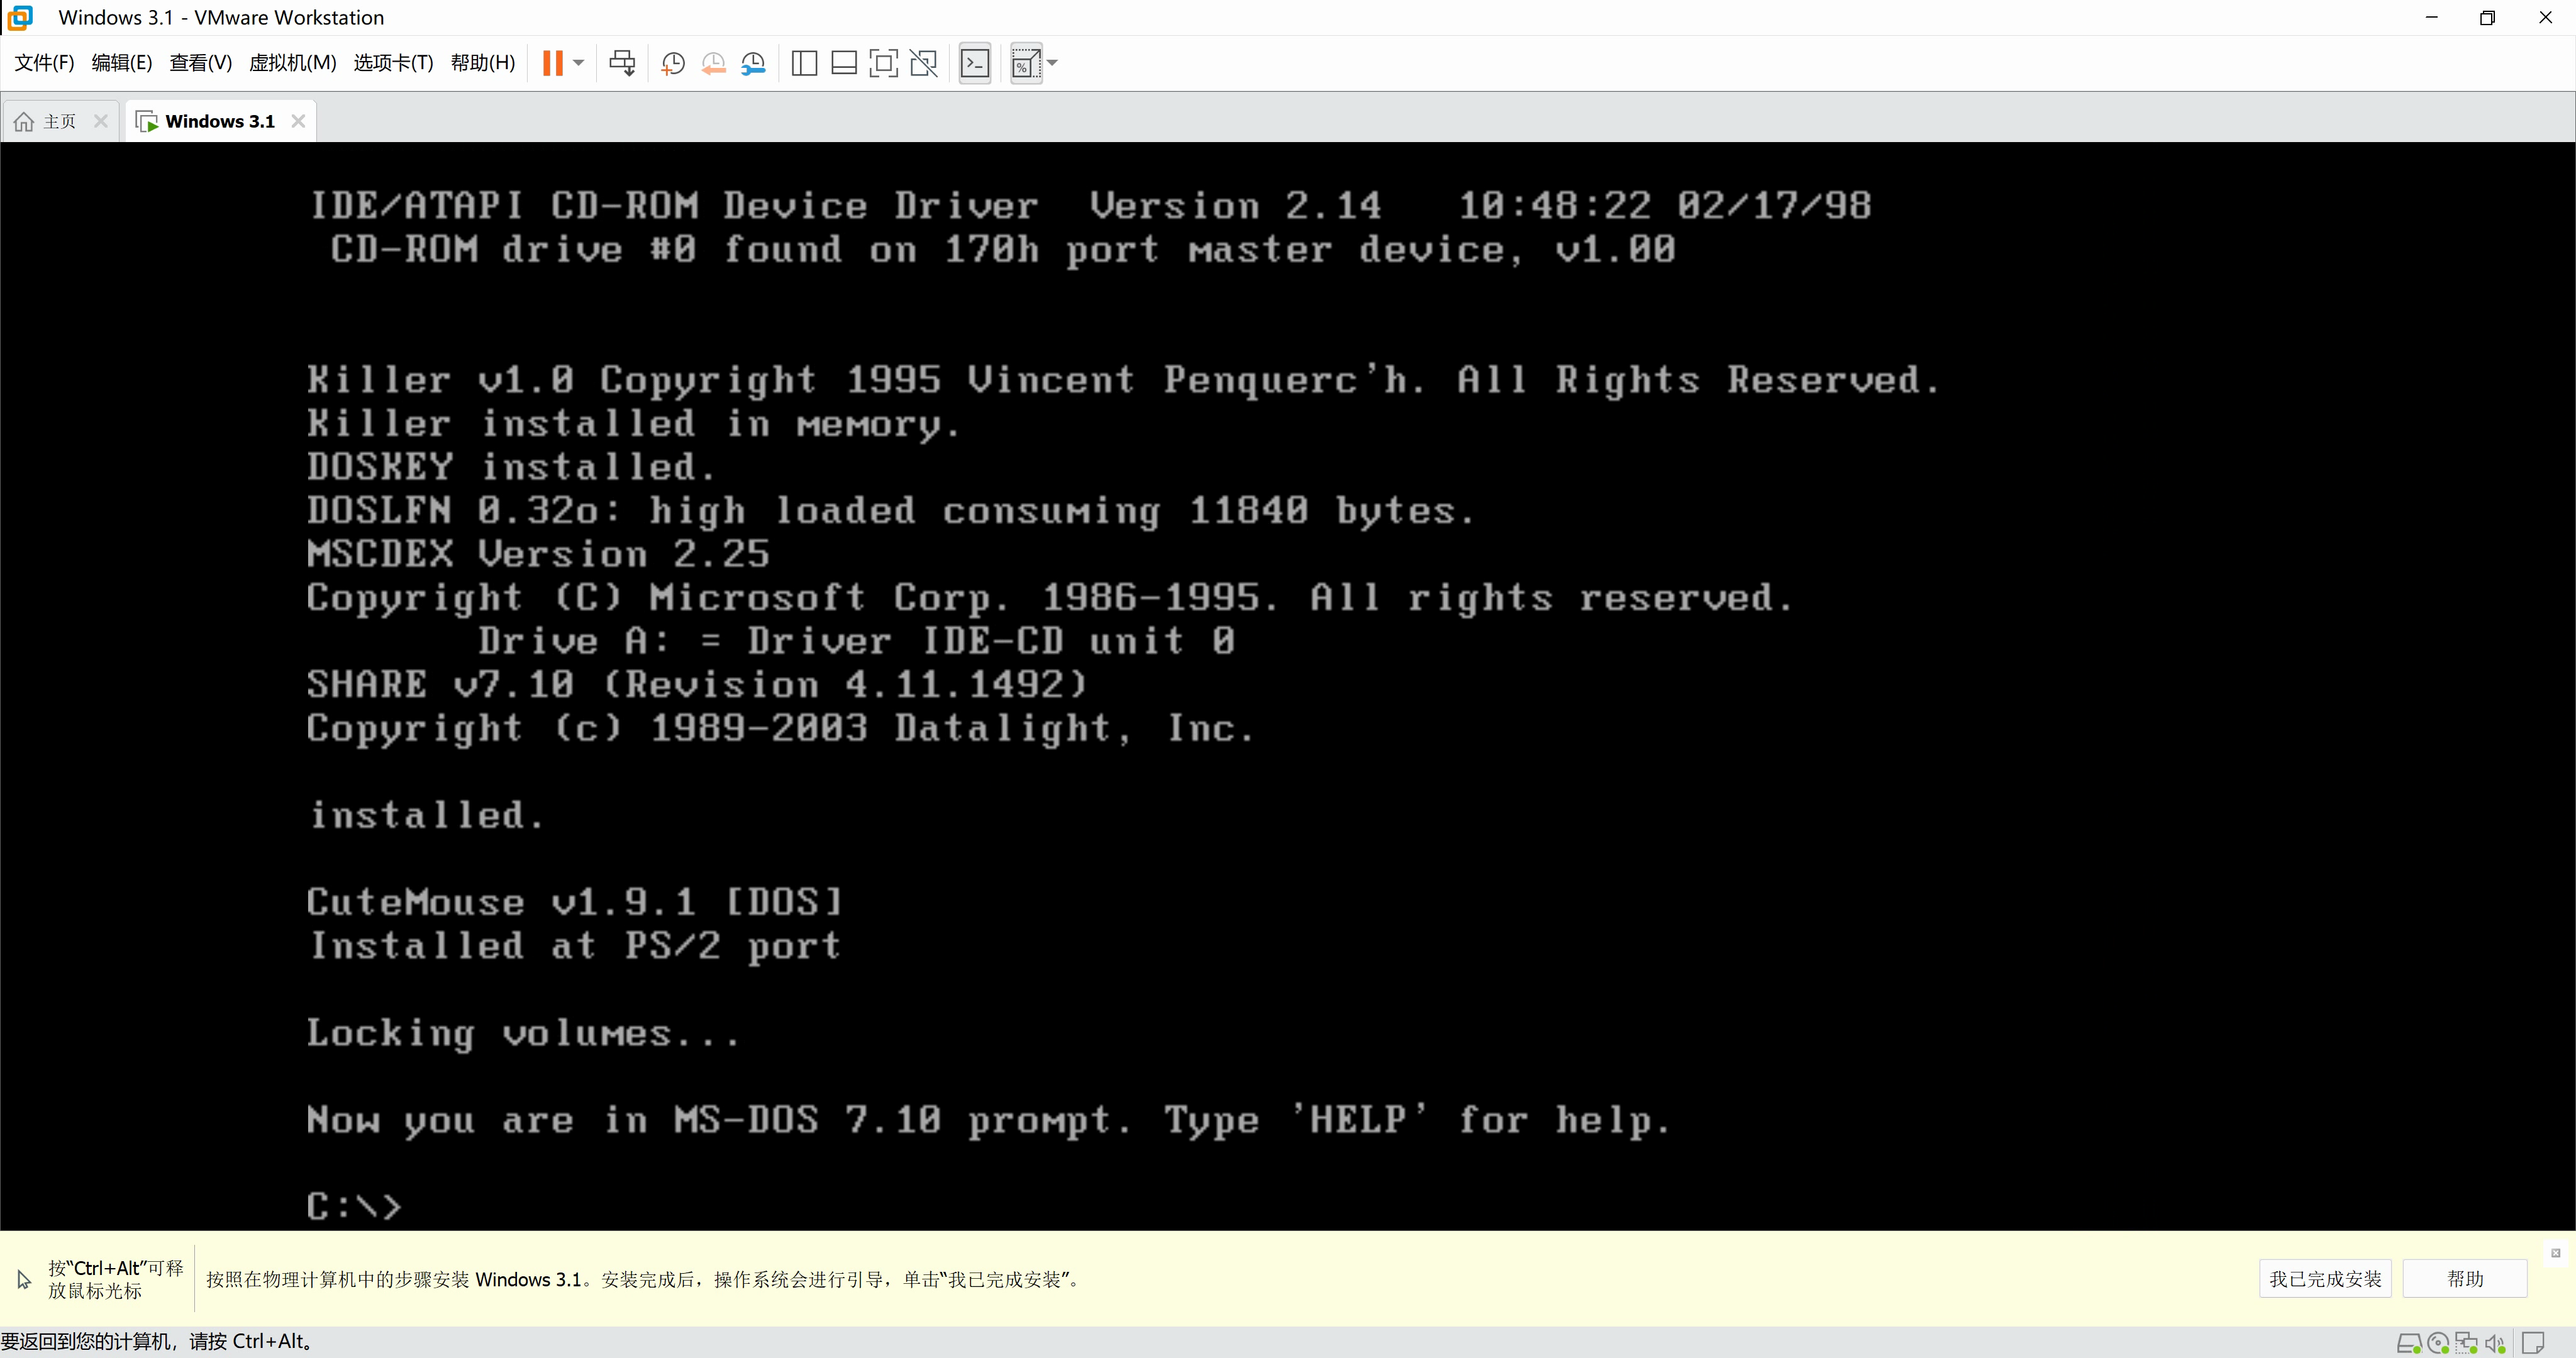 Windows 3.1 - VMware Workstation
文件(F) 编辑(E) 查看(V) 虚拟机(M) 选项卡(T) 帮助(H)
主页 Windows 3.1
IDE/ATAPI CD-ROM Device Driver  Version 2.14   10:48:22 02/17/98
CD-ROM drive #0 found on 170h port master device, v1.00
Killer v1.0 Copyright 1995 Vincent Penquerc'h. All Rights Reserved.
Killer installed in memory.
DOSKEY installed.
DOSLFN 0.32o: high loaded consuming 11840 bytes.
MSCDEX Version 2.25
Copyright (C) Microsoft Corp. 1986-1995. All rights reserved.
Drive A: = Driver IDE-CD unit 0
SHARE v7.10 (Revision 4.11.1492)
Copyright (c) 1989-2003 Datalight, Inc.
installed.
CuteMouse v1.9.1 [DOS]
Installed at PS/2 port
Locking volumes...
Now you are in MS-DOS 7.10 prompt. Type 'HELP' for help.
C:\>
按“Ctrl+Alt”可释
放鼠标光标
按照在物理计算机中的步骤安装 Windows 3.1。安装完成后，操作系统会进行引导，单击“我已完成安装”。
我已完成安装 帮助
要返回到您的计算机，请按 Ctrl+Alt。